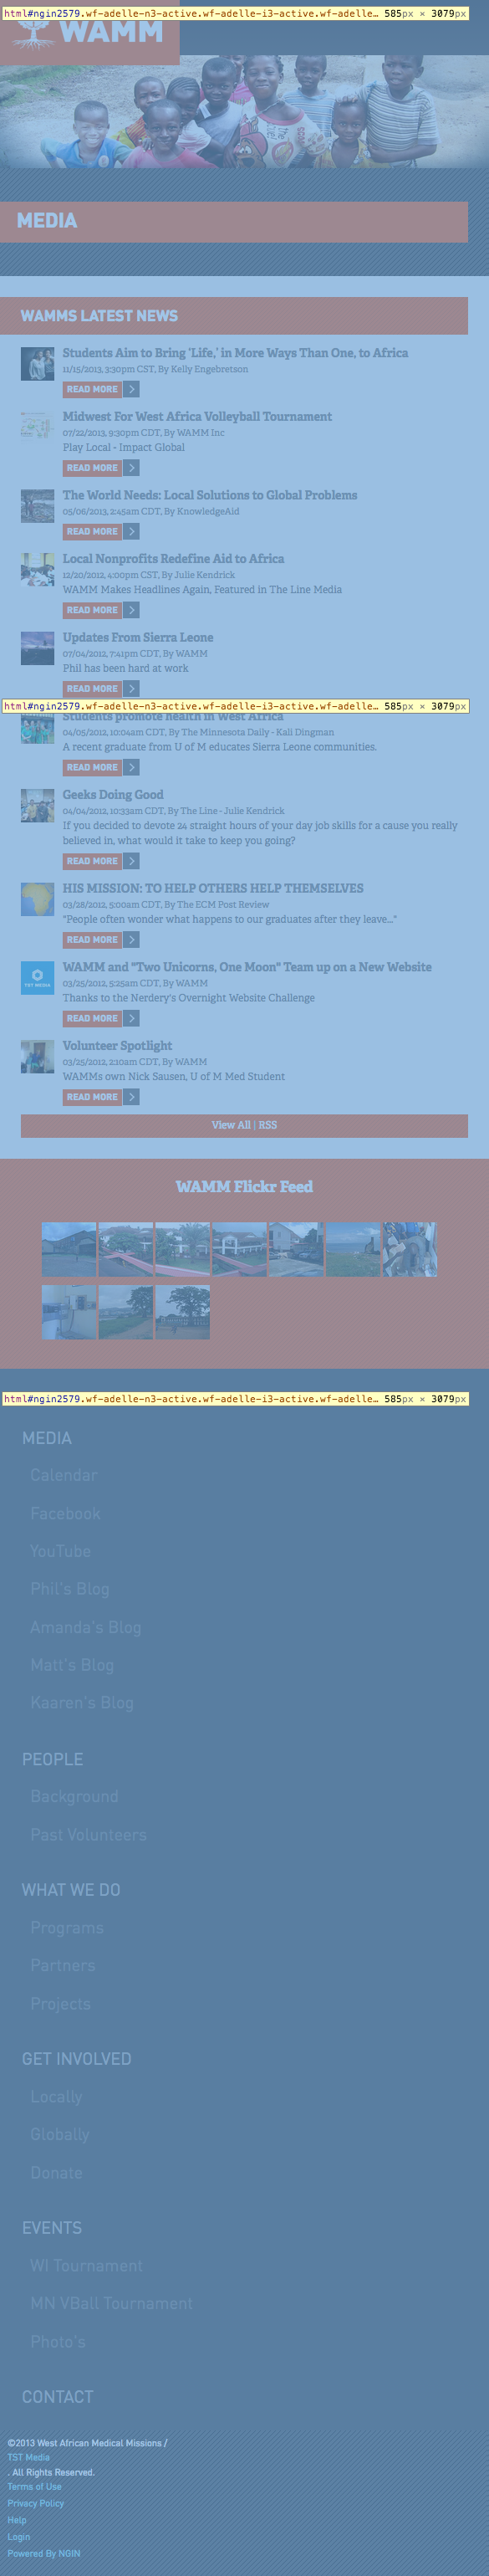 html#ngin2579.wf-adelle-n3-active.wf-adelle-i3-active.wf-adelle… 585px × 3079px
WAMM
MEDIA
WAMMS LATEST NEWS
Students Aim to Bring 'Life,' in More Ways Than One, to Africa
11/15/2013, 3:30pm CST, By Kelly Engebretson
READ MORE
Midwest For West Africa Volleyball Tournament
07/22/2013, 9:30pm CDT, By WAMM Inc
Play Local - Impact Global
READ MORE
The World Needs: Local Solutions to Global Problems
05/06/2013, 2:45am CDT, By KnowledgeAid
READ MORE
Local Nonprofits Redefine Aid to Africa
12/20/2012, 4:00pm CST, By Julie Kendrick
WAMM Makes Headlines Again, Featured in The Line Media
READ MORE
Updates From Sierra Leone
07/04/2012, 7:41pm CDT, By WAMM
Phil has been hard at work
READ MORE
html#ngin2579.wf-adelle-n3-active.wf-adelle-i3-active.wf-adelle… 585px × 3079px
Students promote health in West Africa
04/05/2012, 10:04am CDT, By The Minnesota Daily - Kali Dingman
A recent graduate from U of M educates Sierra Leone communities.
READ MORE
Geeks Doing Good
04/04/2012, 10:33am CDT, By The Line - Julie Kendrick
If you decided to devote 24 straight hours of your day job skills for a cause you really
believed in, what would it take to keep you going?
READ MORE
HIS MISSION: TO HELP OTHERS HELP THEMSELVES
03/28/2012, 5:00am CDT, By The ECM Post Review
"People often wonder what happens to our graduates after they leave..."
READ MORE
TST MEDIA
WAMM and "Two Unicorns, One Moon" Team up on a New Website
03/25/2012, 5:25am CDT, By WAMM
Thanks to the Nerdery's Overnight Website Challenge
READ MORE
Volunteer Spotlight
03/25/2012, 2:10am CDT, By WAMM
WAMMs own Nick Sausen, U of M Med Student
READ MORE
View All | RSS
WAMM Flickr Feed
html#ngin2579.wf-adelle-n3-active.wf-adelle-i3-active.wf-adelle… 585px × 3079px
MEDIA
Calendar
Facebook
YouTube
Phil's Blog
Amanda's Blog
Matt's Blog
Kaaren's Blog
PEOPLE
Background
Past Volunteers
WHAT WE DO
Programs
Partners
Projects
GET INVOLVED
Locally
Globally
Donate
EVENTS
WI Tournament
MN VBall Tournament
Photo's
CONTACT
©2013 West African Medical Missions /
TST Media
. All Rights Reserved.
Terms of Use
Privacy Policy
Help
Login
Powered By NGIN